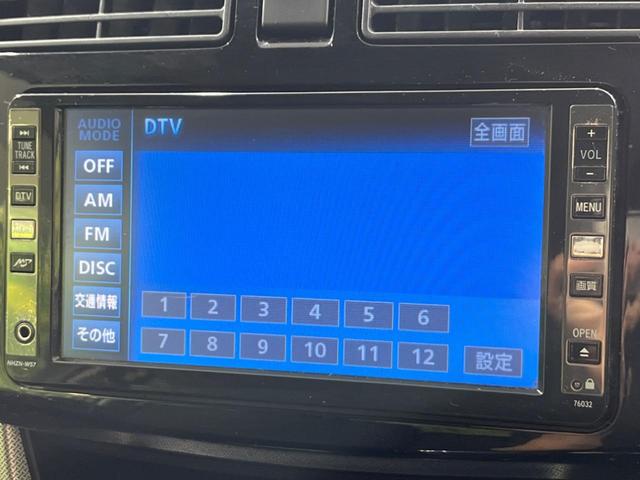 AUDIO
MODE
DTV
全画面
OFF
AM
FM
DISC
交通情報
その他
1 2 3 4 5 6
7 8 9 10 11 12
設定
TUNE
TRACK
DTV
NHZN-W57
+
VOL
-
MENU
画質
OPEN
76032